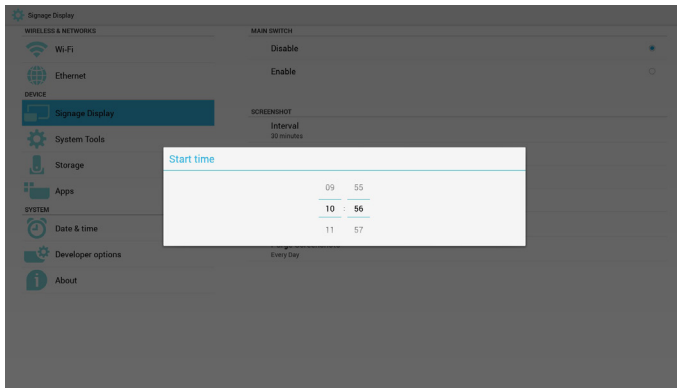 Signage Display
WIRELESS & NETWORKS
Wi-Fi
Ethernet
DEVICE
Signage Display
System Tools
Storage
Apps
SYSTEM
Date & time
Developer options
About
MAIN SWITCH
Disable
Enable
SCREENSHOT
Interval
30 minutes
Start time
09 55
10 : 56
11 57
Every Day